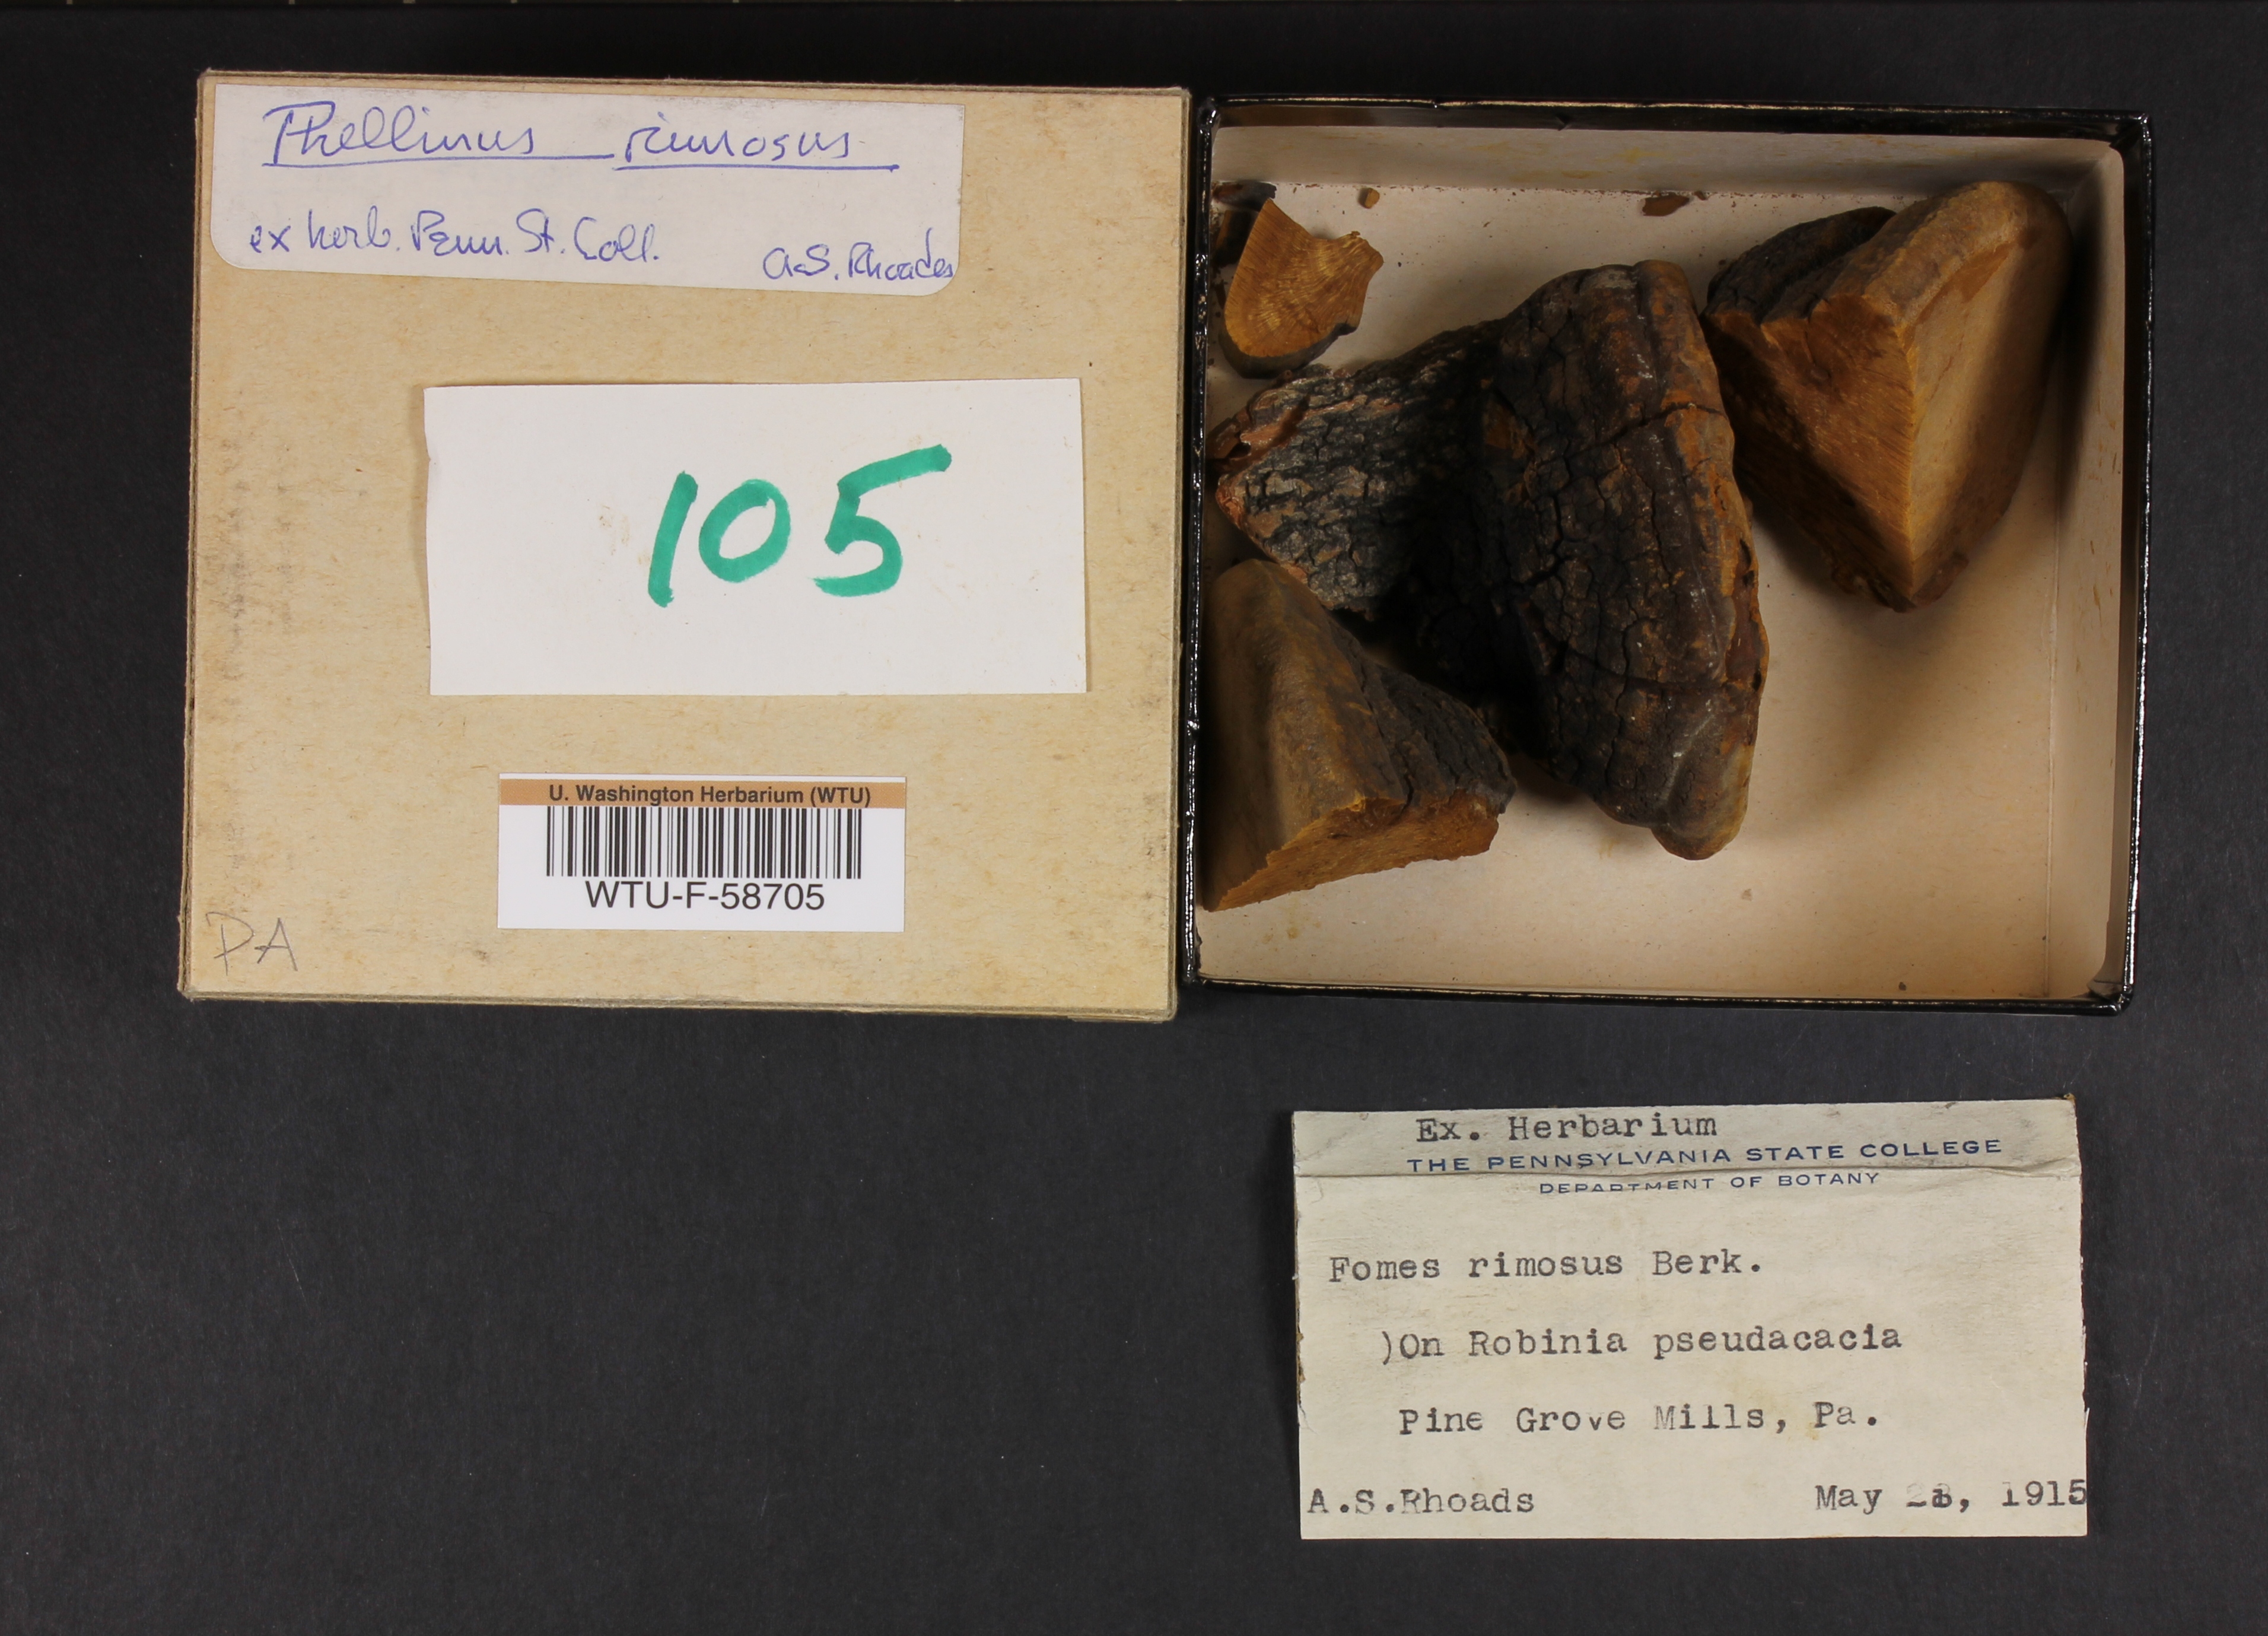 Phellinus rimosus
ex herb. Penn. St. Coll.
A.S. Rhoades
105
U. Washington Herbarium (WTU)
WTU-F-58705
PA
Ex. Herbarium
THE PENNSYLVANIA STATE COLLEGE
DEPARTMENT OF BOTANY
Fomes rimosus Berk.
)On Robinia pseudacacia
Pine Grove Mills, Pa.
A.S.Rhoads
May , 1915